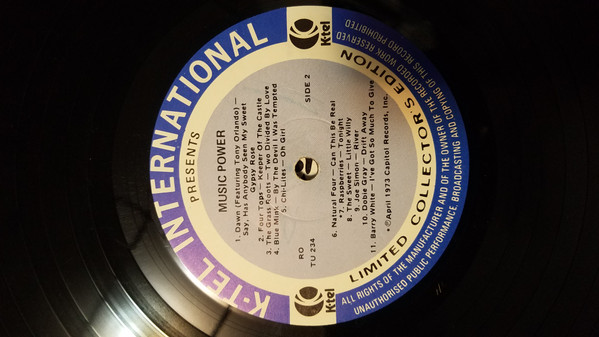 K-TEL INTERNATIONAL
PRESENTS
K-tel
K-tel
MUSIC POWER
1. Dawn (Featuring Tony Orlando) —
Say, Has Anybody Seen My Sweet
Gypsy Rose
2. Four Tops — Keeper Of The Castle
3. The Grass Roots — Two Divided By Love
4. Blue Mink — By The Devil I Was Tempted
5. Chi-Lites — Oh Girl
RO
TU 234
SIDE 2
6. Natural Four — Can This Be Real
*7. Raspberries — Tonight
8. The Sweet — Little Willy
9. Joe Simon — River
10. Dobie Gray — Drift Away
11. Barry White — I've Got So Much To Give
*Ⓟ April 1973 Capitol Records, Inc.
LIMITED COLLECTOR'S EDITION
ALL RIGHTS OF THE MANUFACTURER AND OF THE OWNER OF THE RECORDED WORK RESERVED
UNAUTHORISED PUBLIC PERFORMANCE, BROADCASTING AND COPYING OF THIS RECORD PROHIBITED